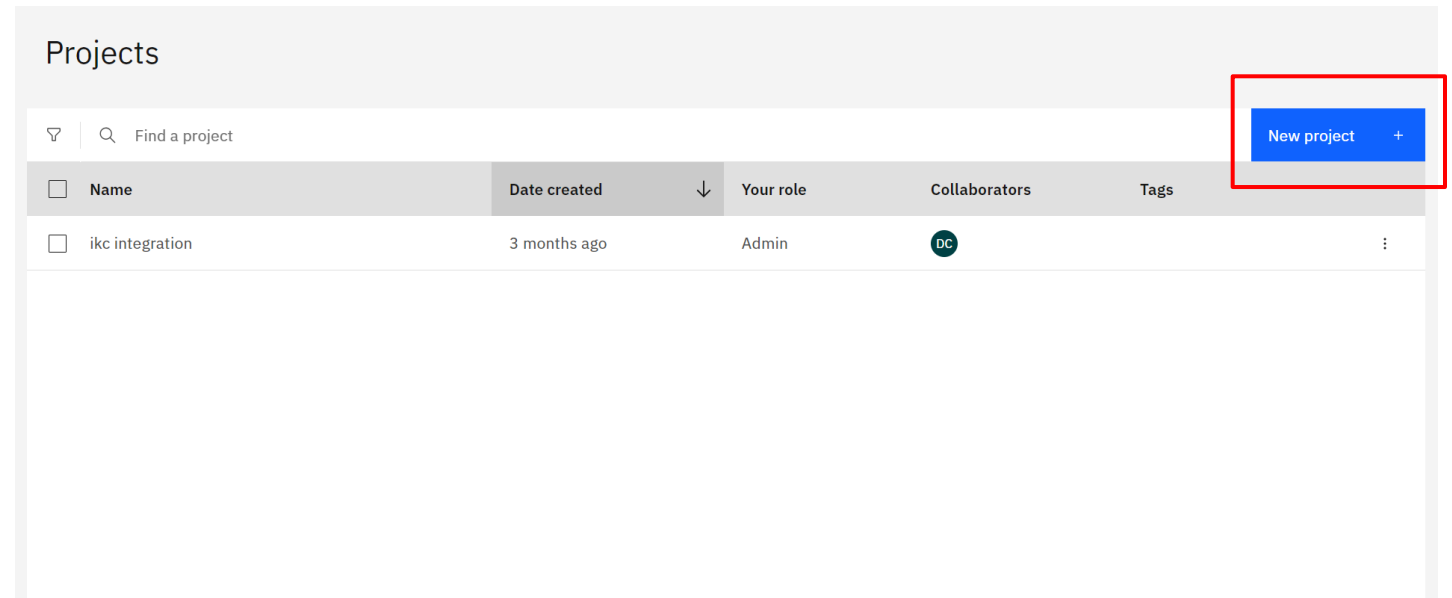 Projects
Find a project
New project +
Name Date created Your role Collaborators Tags
ikc integration 3 months ago Admin DC